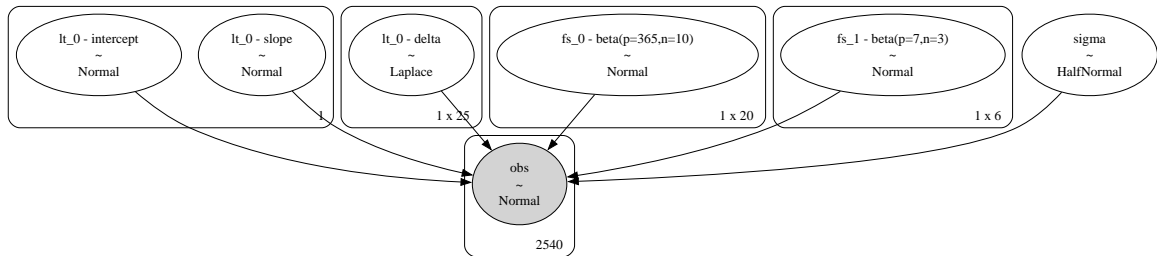 lt_0 - intercept
~
Normal
lt_0 - slope
~
Normal
1
lt_0 - delta
~
Laplace
1 x 25
fs_0 - beta(p=365,n=10)
~
Normal
1 x 20
fs_1 - beta(p=7,n=3)
~
Normal
1 x 6
sigma
~
HalfNormal
obs
~
Normal
2540